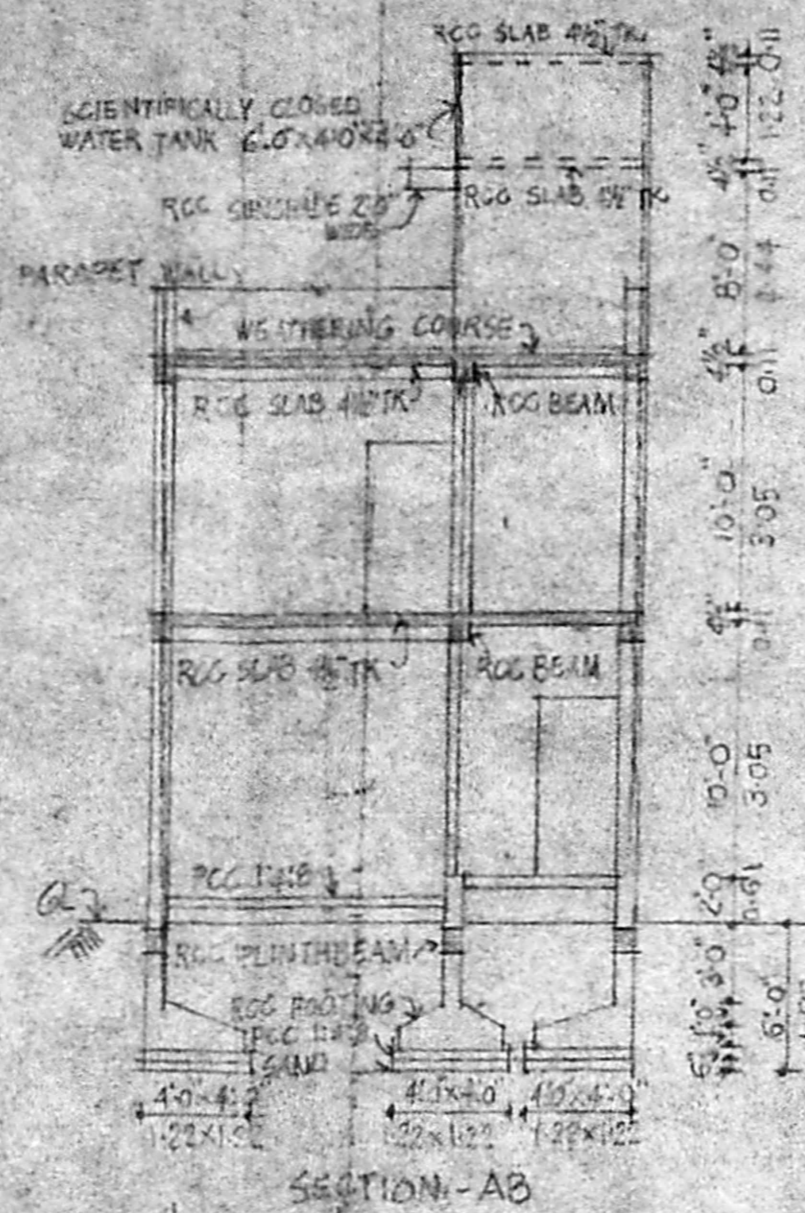 RCC SLAB 4½" TK
SCIENTIFICALLY CLOSED
WATER TANK 6'.0"X4'.0"X4'.0"
RCC SUNSHADE 2'.0"
WIDE
RCC SLAB 4½" TK
PARAPET WALL
WEATHERING COURSE
RCC SLAB 4½" TK
RCC BEAM
RCC SLAB 4½" TK
RCC BEAM
PCC 1:4:8
GL
RCC PLINTHBEAM
RCC FOOTING
PCC 1:4:8
SAND
4'.0"x4'.0"
1.22x1.22
4'.0"x4'.0"
1.22x1.22
4'.0"x4'.0"
1.22x1.22
SECTION-AB
4½"
0.11
4'.0"
1.22
4½"
0.11
8'-0"
2.44
4½"
0.11
10'-0"
3.05
4½"
0.11
10'-0"
3.05
2'.0"
0.61
3'.0"
1'.0"
6"
6'-0"